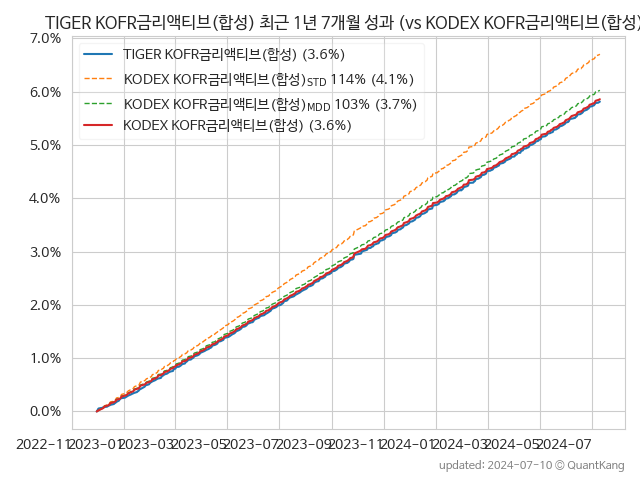 TIGER KOFR금리액티브(합성) 최근 1년 7개월 성과 (vs KODEX KOFR금리액티브(합성)
7.0%
6.0%
5.0%
4.0%
3.0%
2.0%
1.0%
0.0%
TIGER KOFR금리액티브(합성) (3.6%)
KODEX KOFR금리액티브(합성)STD 114% (4.1%)
KODEX KOFR금리액티브(합성)MDD 103% (3.7%)
KODEX KOFR금리액티브(합성) (3.6%)
2022-11 2023-01 2023-03 2023-05 2023-07 2023-09 2023-11 2024-01 2024-03 2024-05 2024-07
updated: 2024-07-10 © QuantKang